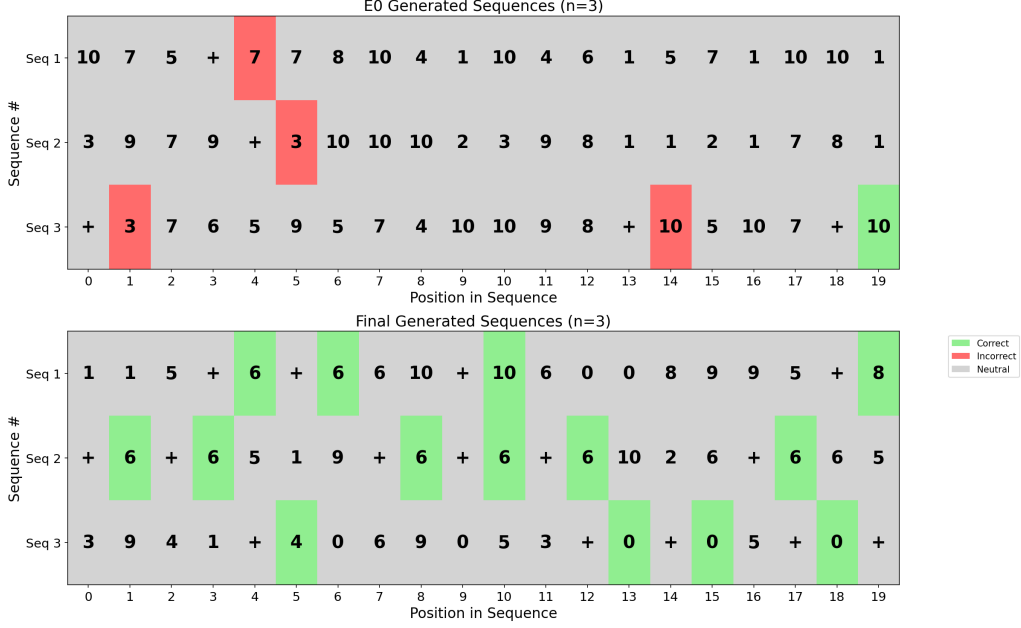 E0 Generated Sequences (n=3)
Sequence #
Seq 1 10 7 5 + 7 7 8 10 4 1 10 4 6 1 5 7 1 10 10 1
Seq 2 3 9 7 9 + 3 10 10 10 2 3 9 8 1 1 2 1 7 8 1
Seq 3 + 3 7 6 5 9 5 7 4 10 10 9 8 + 10 5 10 7 + 10
0 1 2 3 4 5 6 7 8 9 10 11 12 13 14 15 16 17 18 19
Position in Sequence
Final Generated Sequences (n=3)
Sequence #
Seq 1 1 1 5 + 6 + 6 6 10 + 10 6 0 0 8 9 9 5 + 8
Seq 2 + 6 + 6 5 1 9 + 6 + 6 + 6 10 2 6 + 6 6 5
Seq 3 3 9 4 1 + 4 0 6 9 0 5 3 + 0 + 0 5 + 0 +
0 1 2 3 4 5 6 7 8 9 10 11 12 13 14 15 16 17 18 19
Position in Sequence
Correct
Incorrect
Neutral